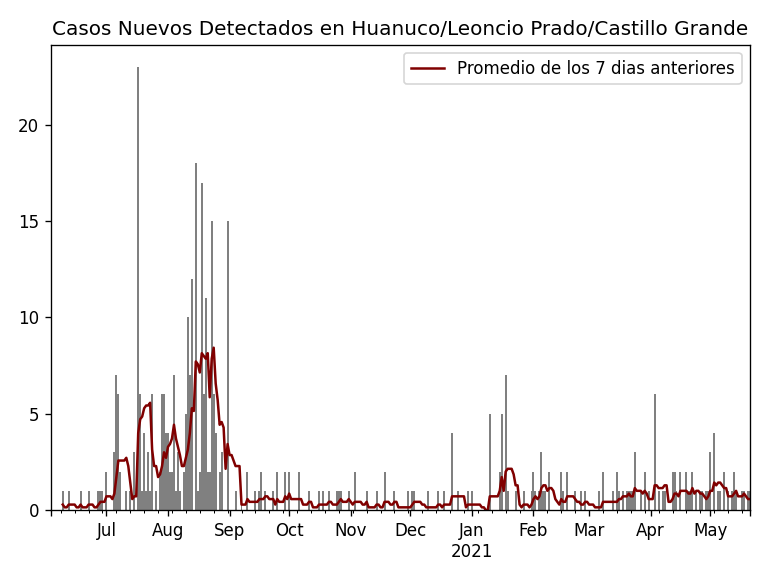 Casos Nuevos Detectados en Huanuco/Leoncio Prado/Castillo Grande
Promedio de los 7 dias anteriores
20
15
10
5
0
Jul Aug Sep Oct Nov Dec Jan Feb Mar Apr May
2021